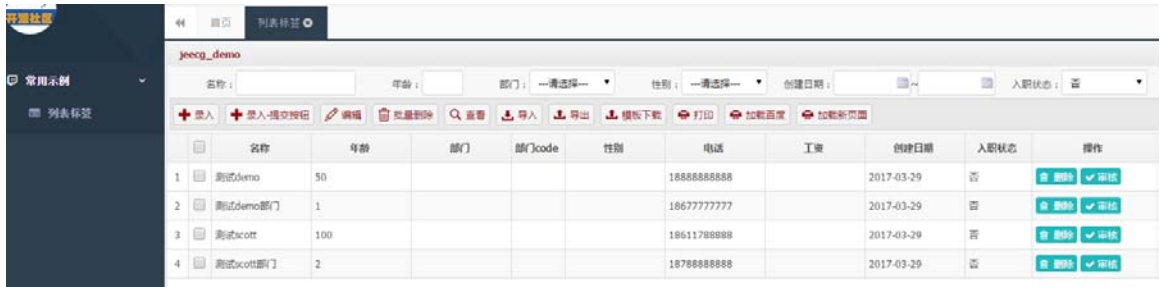 开源社区
首页 列表标签
jeecg_demo
常用示例
列表标签
名称： 年龄： 部门： ---请选择--- 性别： ---请选择--- 创建日期： ~ 入职状态： 否
录入 录入-提交按钮 编辑 批量删除 查看 导入 导出 模板下载 打印 加载百度 加载新页面
名称 年龄 部门 部门code 性别 电话 工资 创建日期 入职状态 操作
1 测试demo 50 18888888888 2017-03-29 否 删除 审核
2 测试demo部门 1 18677777777 2017-03-29 否 删除 审核
3 测试scott 100 18611788888 2017-03-29 否 删除 审核
4 测试scott部门 2 18788888888 2017-03-29 否 删除 审核